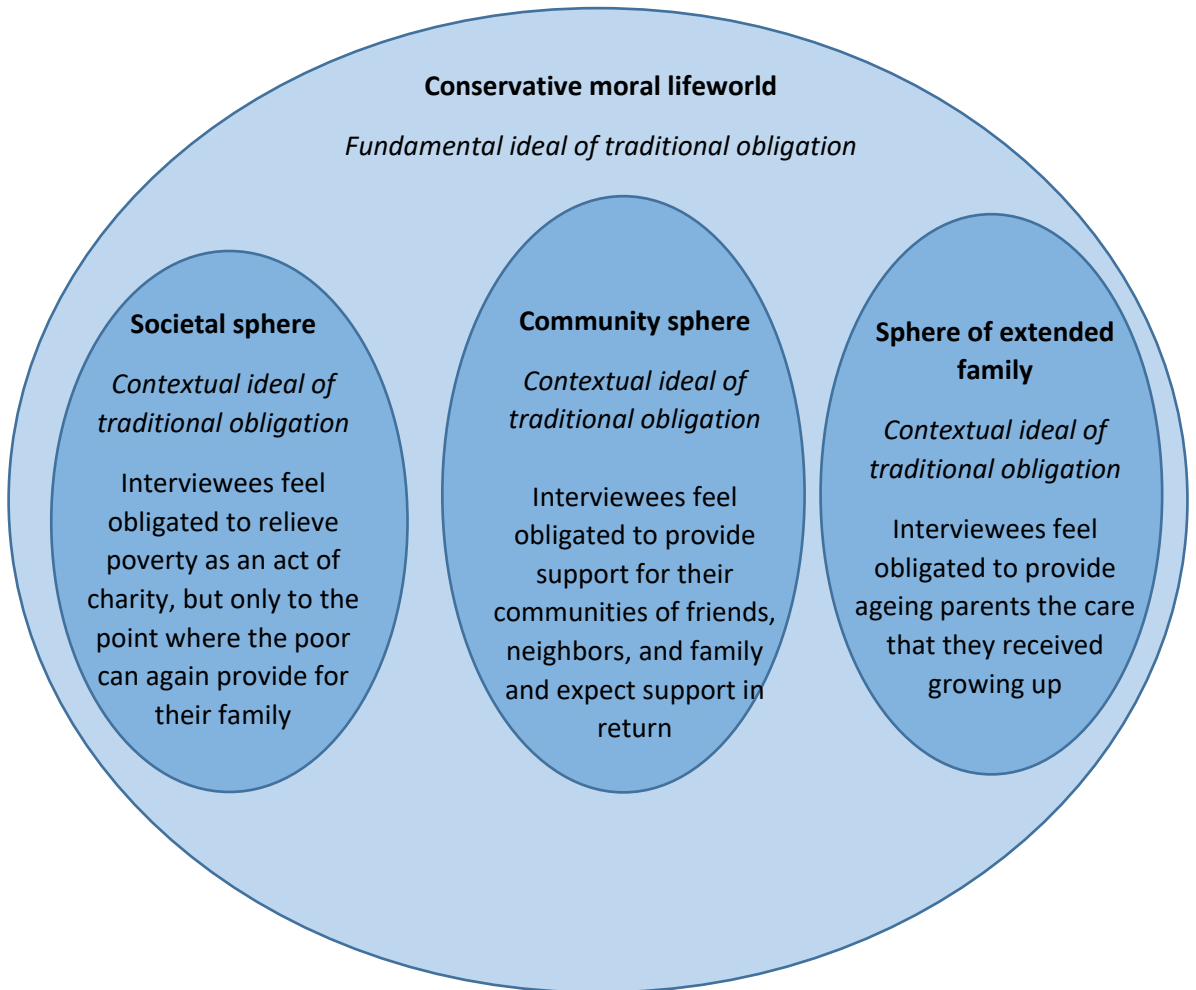 Conservative moral lifeworld
Fundamental ideal of traditional obligation
Societal sphere
Contextual ideal of
traditional obligation
Interviewees feel
obligated to relieve
poverty as an act of
charity, but only to the
point where the poor
can again provide for
their family
Community sphere
Contextual ideal of
traditional obligation
Interviewees feel
obligated to provide
support for their
communities of friends,
neighbors, and family
and expect support in
return
Sphere of extended
family
Contextual ideal of
traditional obligation
Interviewees feel
obligated to provide
ageing parents the care
that they received
growing up